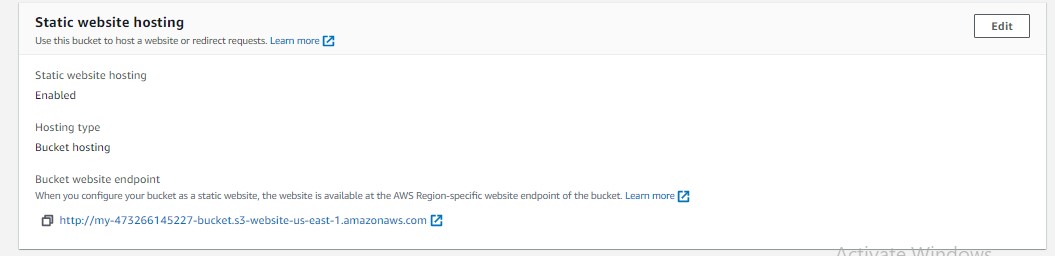 Static website hosting
Edit
Use this bucket to host a website or redirect requests. Learn more
Static website hosting
Enabled
Hosting type
Bucket hosting
Bucket website endpoint
When you configure your bucket as a static website, the website is available at the AWS Region-specific website endpoint of the bucket. Learn more
http://my-473266145227-bucket.s3-website-us-east-1.amazonaws.com
Activate Windows